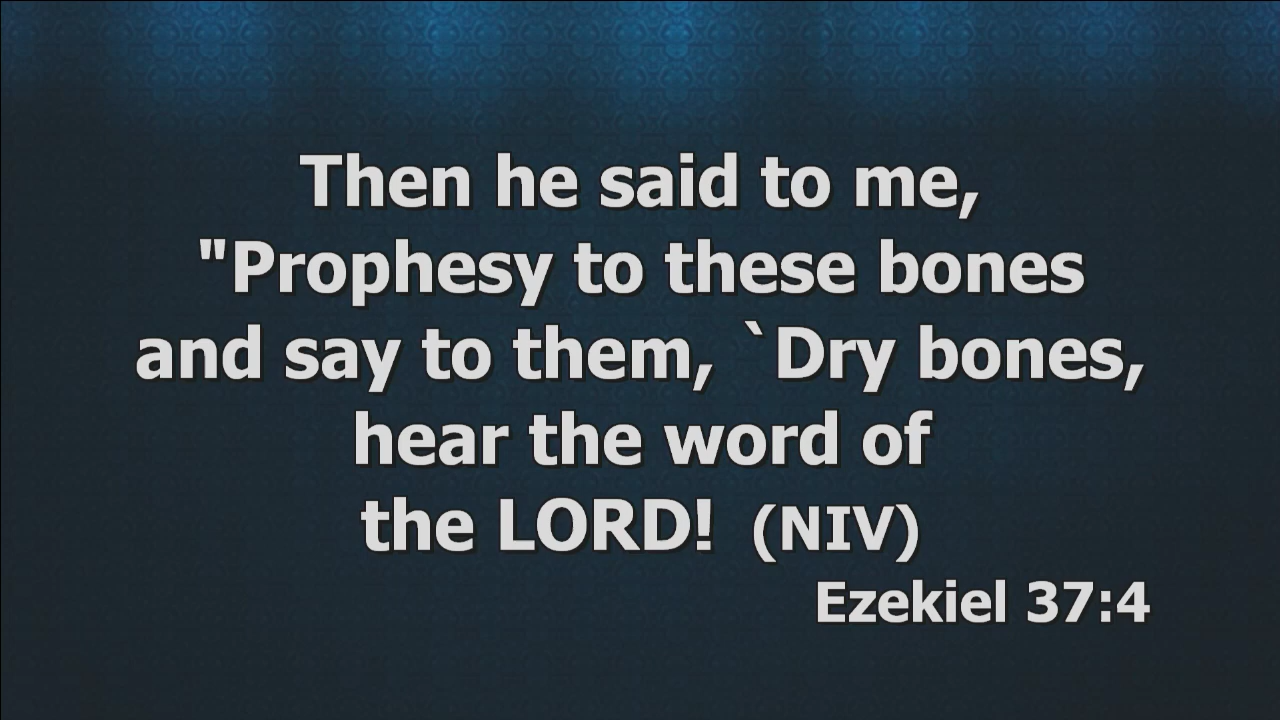 Then he said to me,
"Prophesy to these bones
and say to them, `Dry bones,
hear the word of
the LORD! (NIV)
Ezekiel 37:4